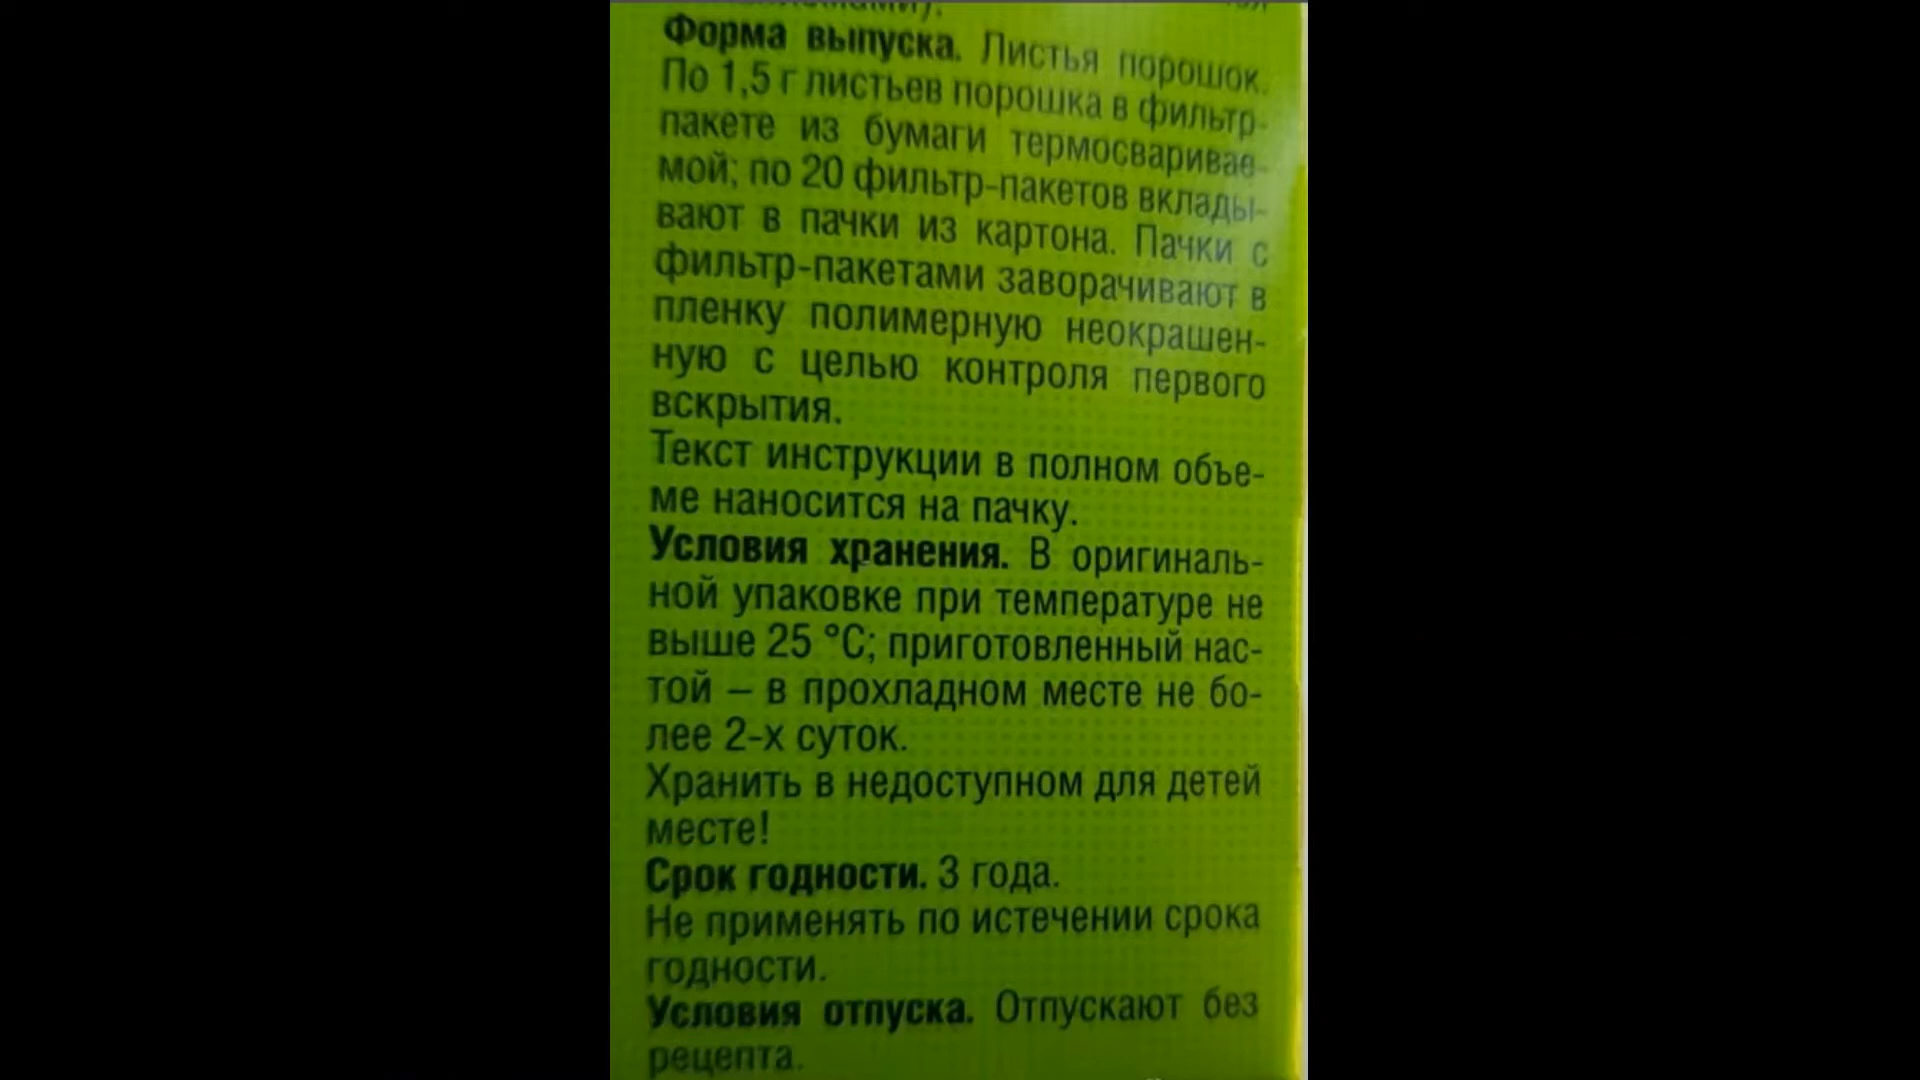 Форма выпуска. Листья порошок.
По 1,5 г листьев порошка в фильтр-
пакете из бумаги термосваривае-
мой; по 20 фильтр-пакетов вклады-
вают в пачки из картона. Пачки с
фильтр-пакетами заворачивают в
пленку полимерную неокрашен-
ную с целью контроля первого
вскрытия.
Текст инструкции в полном объе-
ме наносится на пачку.
Условия хранения. В оригиналь-
ной упаковке при температуре не
выше 25 °С; приготовленный нас-
той – в прохладном месте не бо-
лее 2-х суток.
Хранить в недоступном для детей
месте!
Срок годности. 3 года.
Не применять по истечении срока
годности.
Условия отпуска. Отпускают без
рецепта.